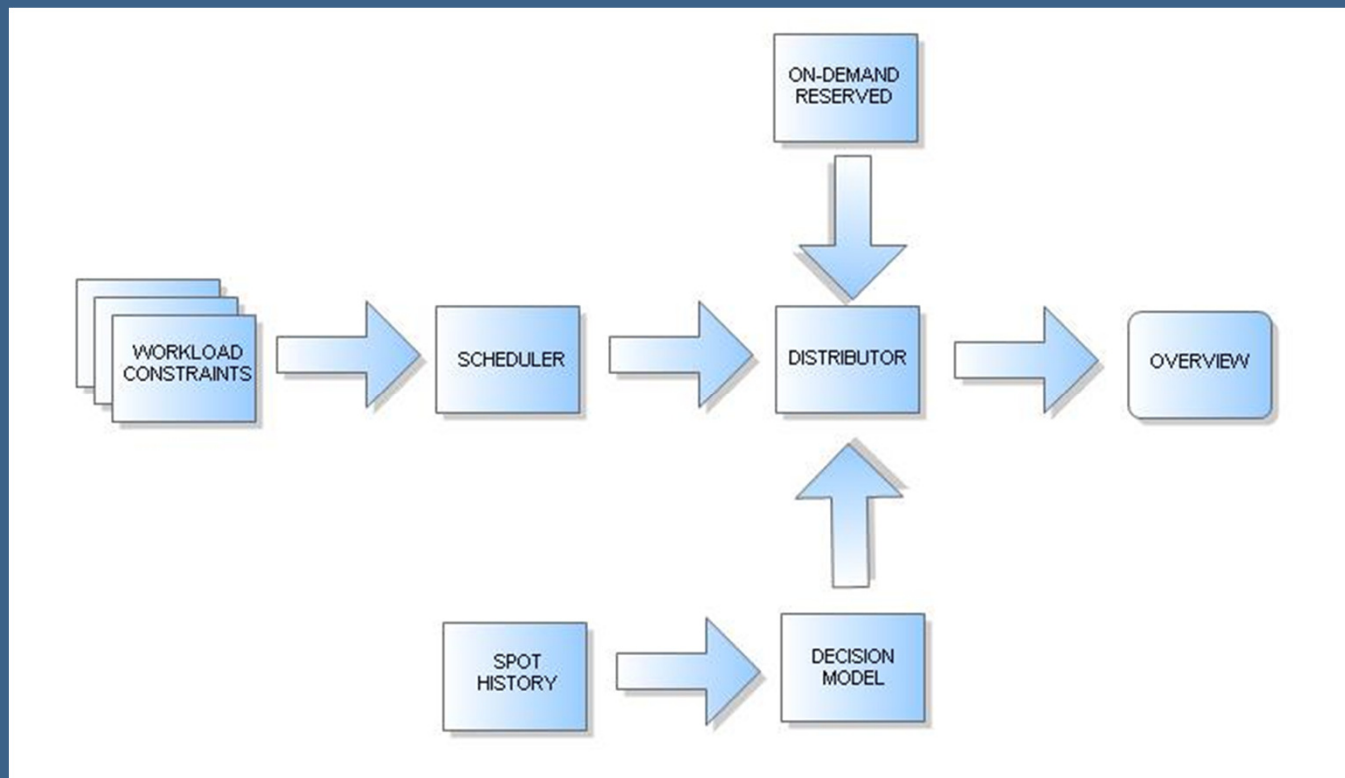 ON-DEMAND
RESERVED
WORKLOAD
CONSTRAINTS
SCHEDULER
DISTRIBUTOR
OVERVIEW
SPOT
HISTORY
DECISION
MODEL